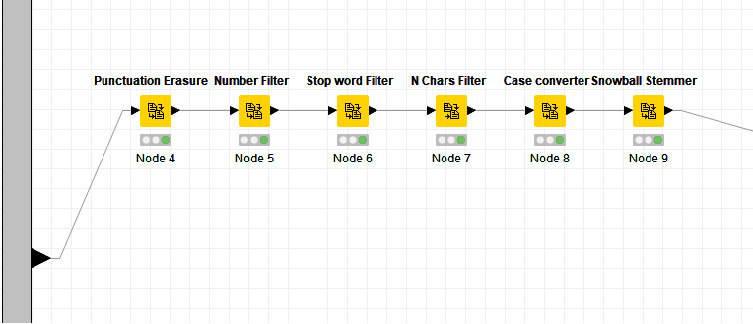 Punctuation Erasure Number Filter Stop word Filter N Chars Filter Case converter Snowball Stemmer
Node 4 Node 5 Node 6 Node 7 Node 8 Node 9